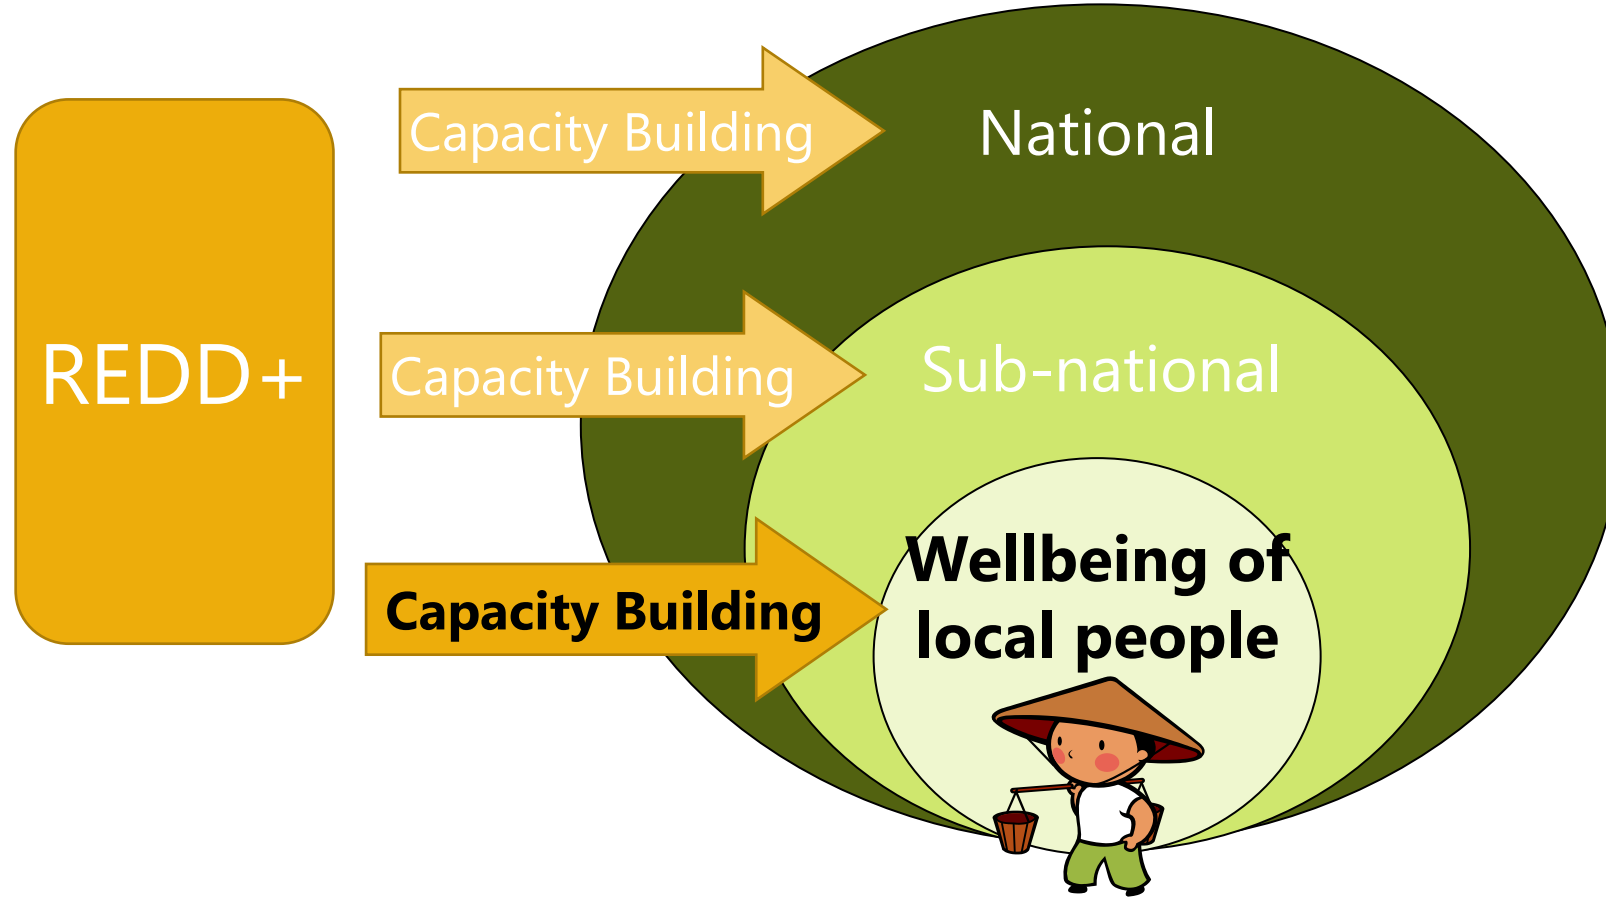 REDD+
Capacity Building
National
Capacity Building
Sub-national
Capacity Building
Wellbeing of
local people